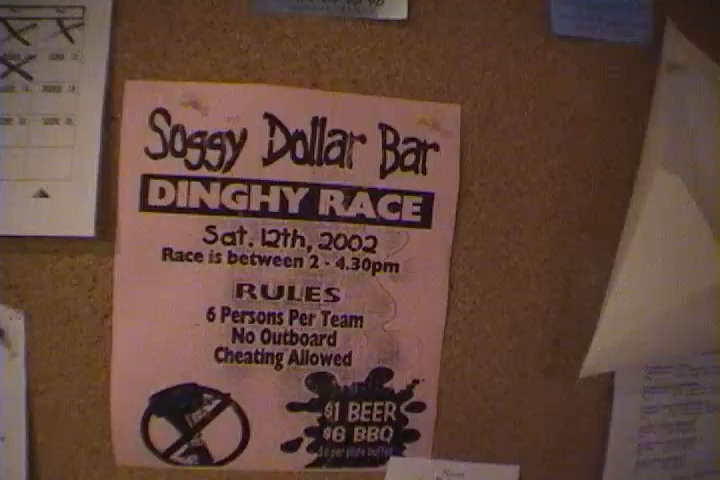 Soggy Dollar Bar
DINGHY RACE
Sat. 12th, 2002
Race is between 2 - 4.30pm
RULES
6 Persons Per Team
No Outboard
Cheating Allowed
$1 BEER
$6 BBQ